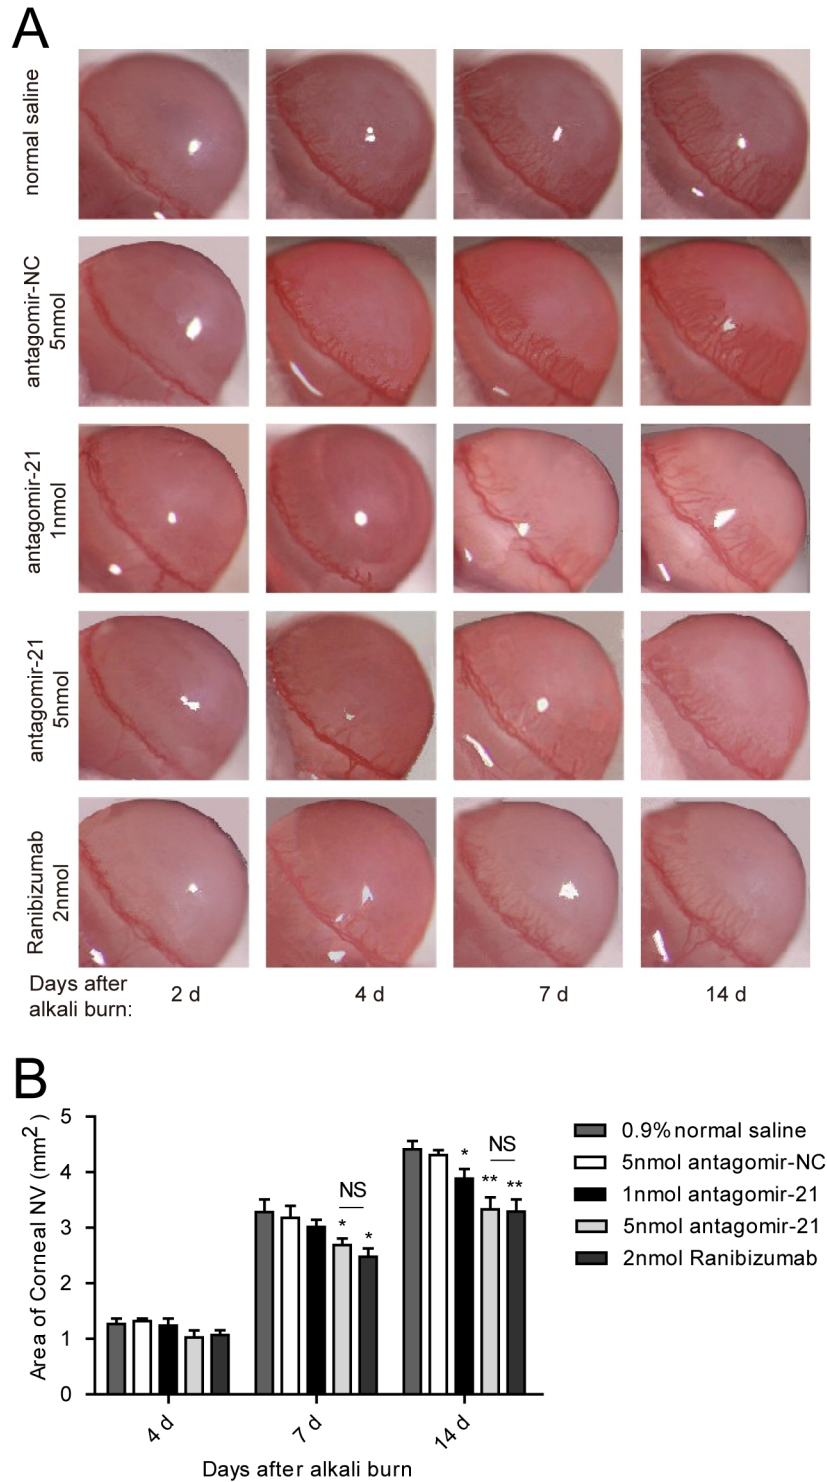 A
normal saline
antagomir-NC
5nmol
antagomir-21
1nmol
antagomir-21
5nmol
Ranibizumab
2nmol
Days after
alkali burn:
2 d
4 d
7 d
14 d
B
Area of Corneal NV (mm2)
5
4
3
2
1
0
NS
*
*
NS
*
**
**
4 d
7 d
14 d
Days after alkali burn
0.9%normal saline
5nmol antagomir-NC
1nmol antagomir-21
5nmol antagomir-21
2nmol Ranibizumab